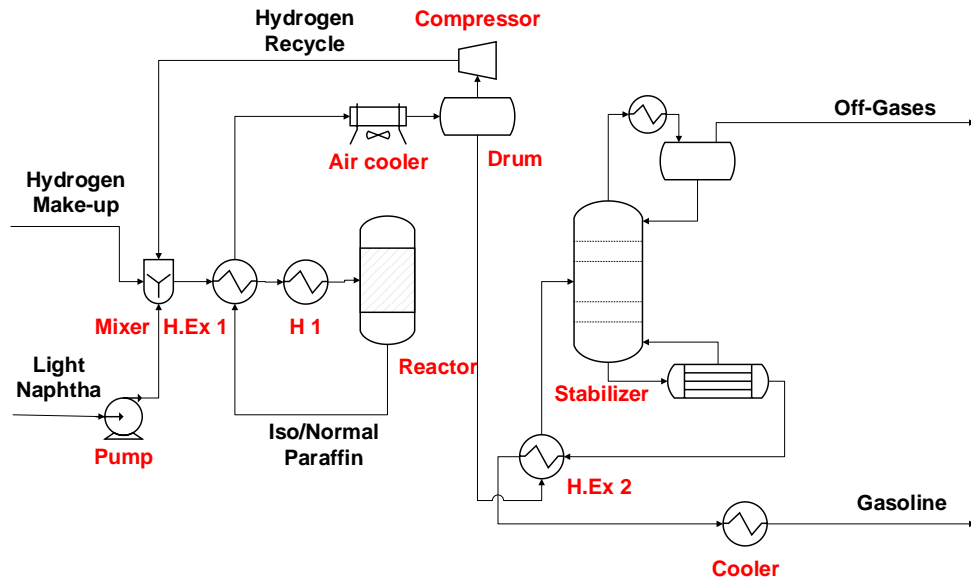 Hydrogen
Recycle
Compressor
Off-Gases
Air cooler
Drum
Hydrogen
Make-up
Mixer
H.Ex 1
H 1
Reactor
Light
Naphtha
Pump
Iso/Normal
Paraffin
Stabilizer
H.Ex 2
Gasoline
Cooler